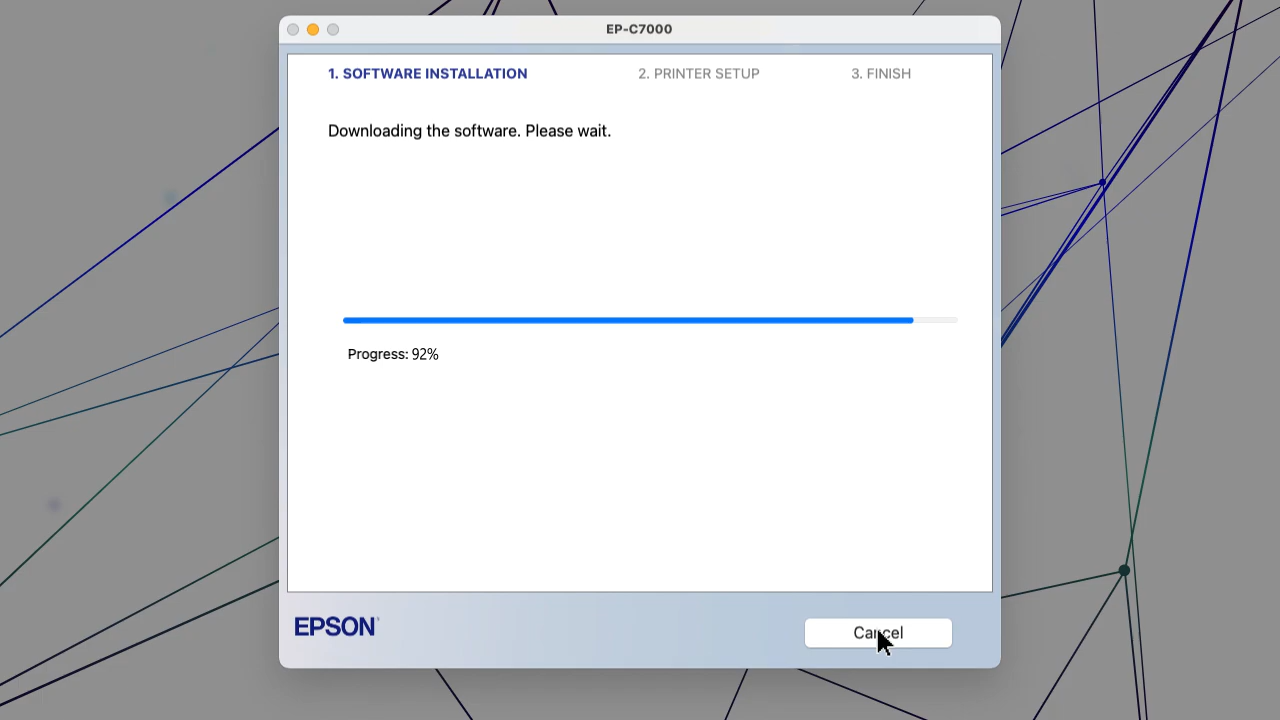 EP-C7000
1. SOFTWARE INSTALLATION 2. PRINTER SETUP 3. FINISH
Downloading the software. Please wait.
Progress: 92%
EPSON
Cancel